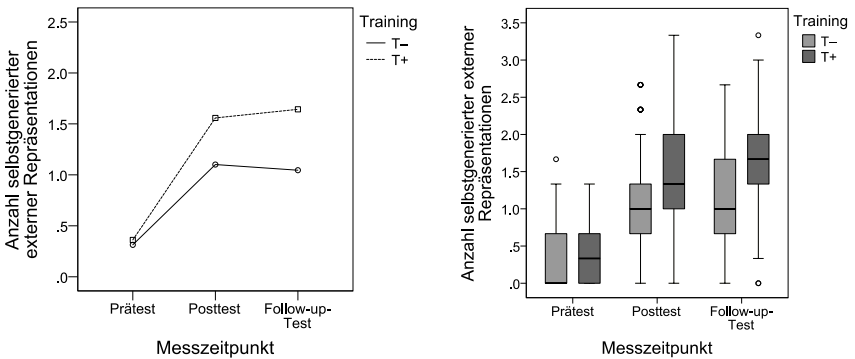 2.5
2.0
1.5
1.0
.5
.0
Anzahl selbstgenerierter
externer Repräsentationen
Prätest
Posttest
Follow-up-
Test
Messzeitpunkt
Training
T−
T+
3.5
3.0
2.5
2.0
1.5
1.0
.5
.0
Anzahl selbstgenerierter externer
Repräsentationen
Prätest
Posttest
Follow-up-
Test
Messzeitpunkt
Training
T−
T+